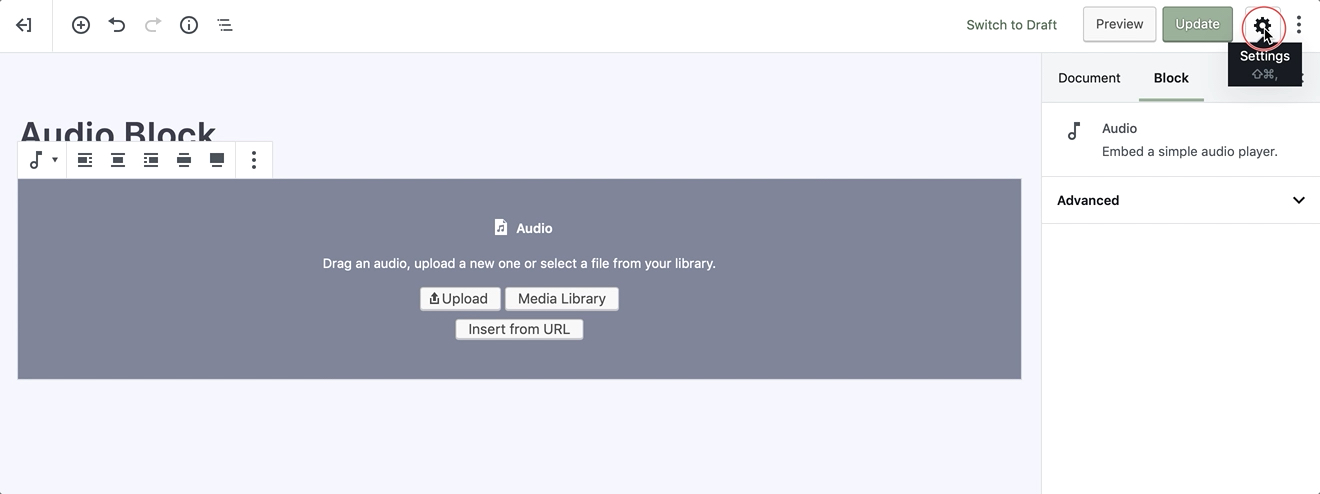 Switch to Draft Preview Update
Settings
⇧⌘,
Document Block
Audio Block
Audio
Embed a simple audio player.
Advanced
Audio
Drag an audio, upload a new one or select a file from your library.
Upload Media Library
Insert from URL